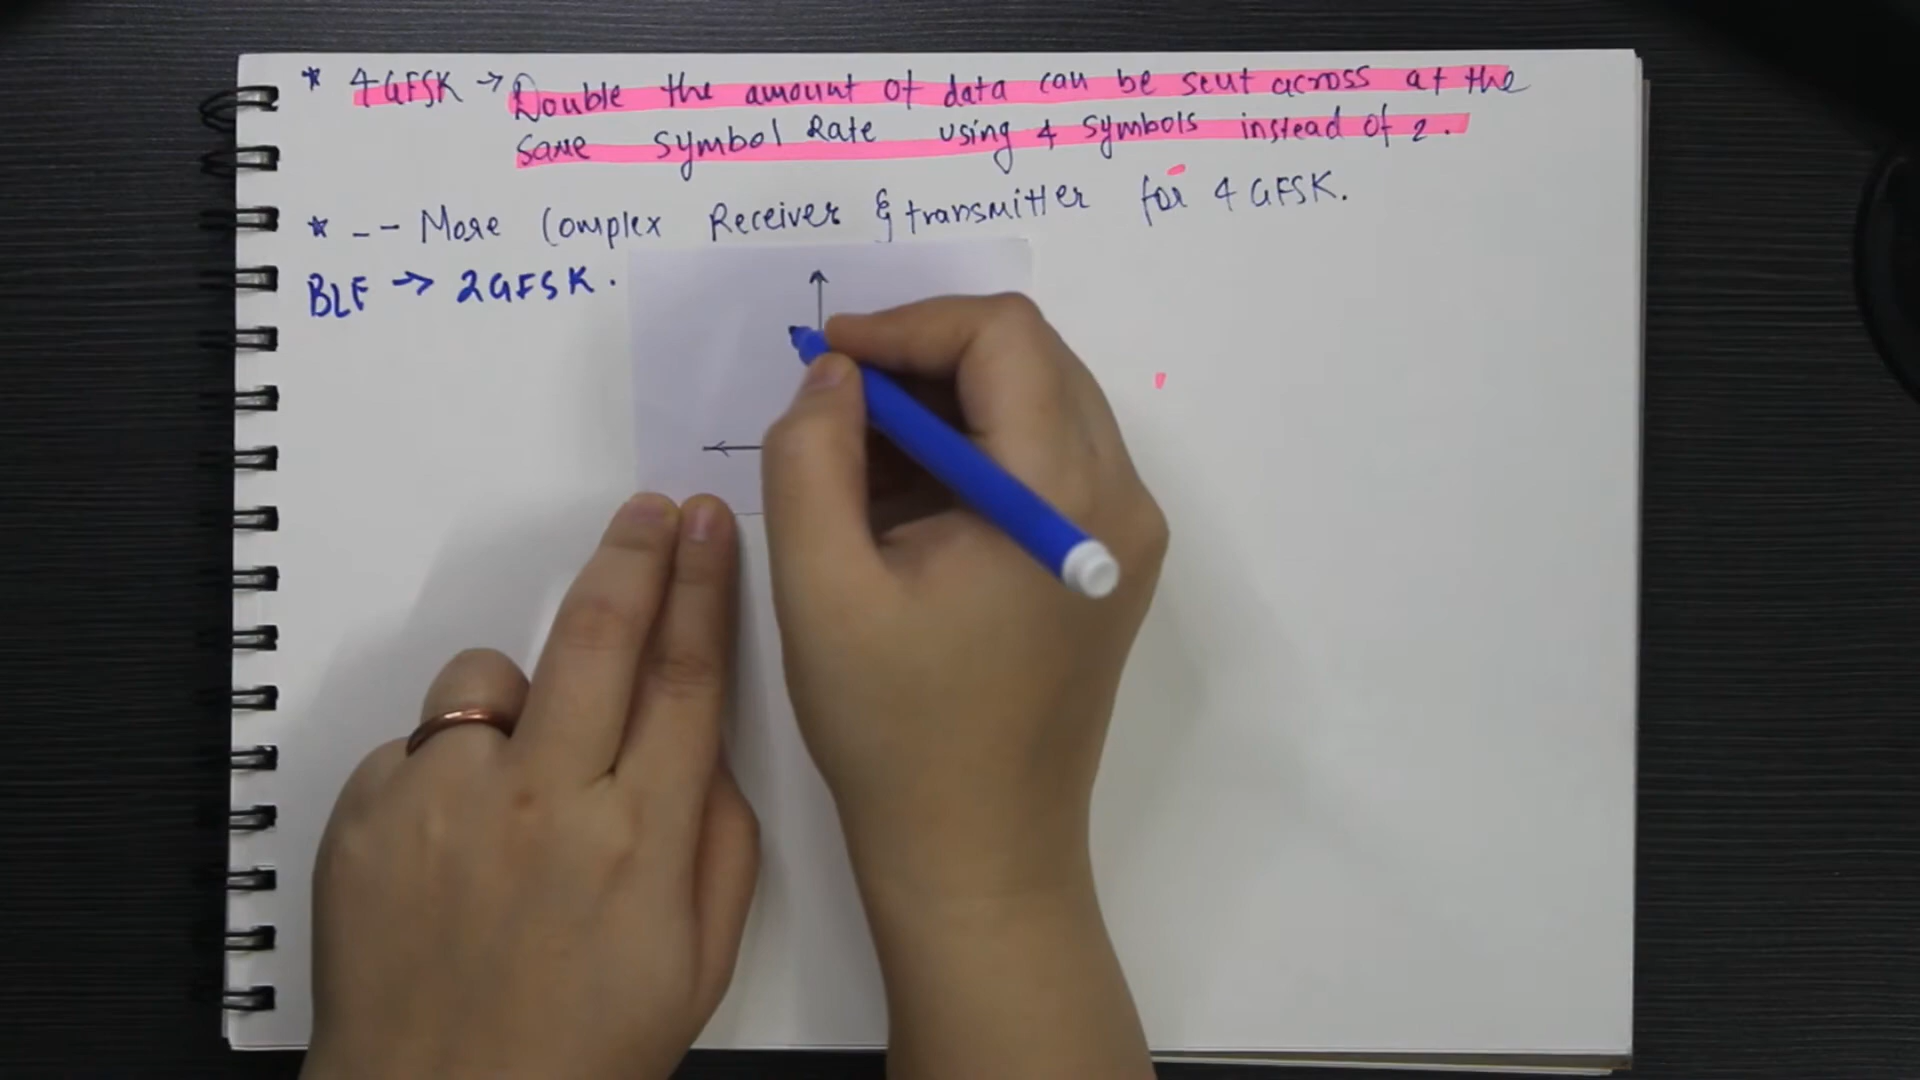 * 4GFSK → Double the amount of data can be sent across at the
same symbol Rate using 4 symbols instead of 2.
* -- More Complex Receiver & transmitter for 4GFSK.
BLE → 2GFSK.